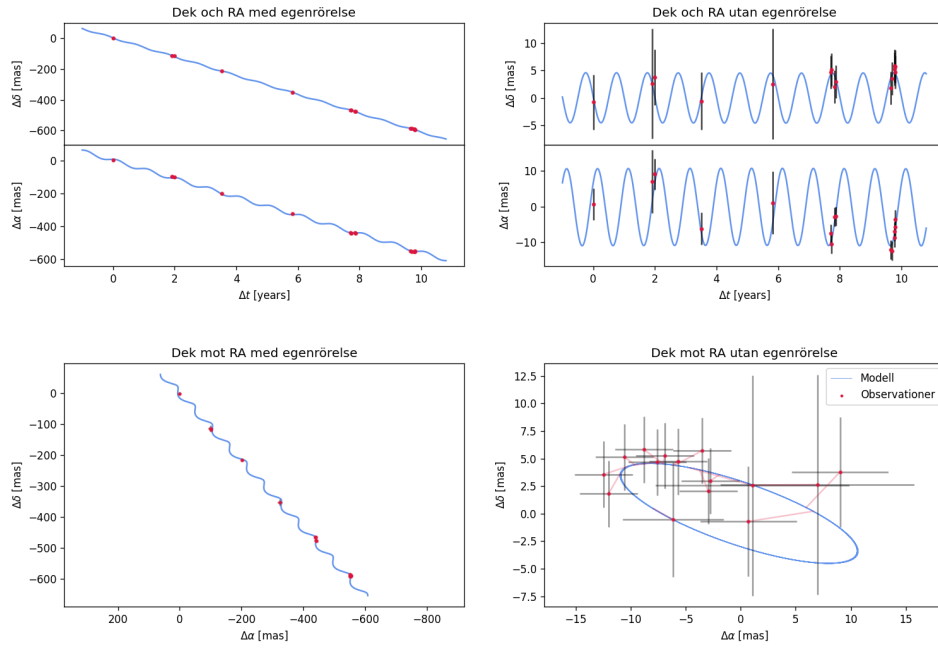 Dek och RA med egenrörelse
0
−200
−400
−600
Δδ [mas]
0
−200
−400
−600
Δα [mas]
0 2 4 6 8 10
Δt [years]
Dek och RA utan egenrörelse
10
5
0
−5
Δδ [mas]
10
0
−10
Δα [mas]
0 2 4 6 8 10
Δt [years]
Dek mot RA med egenrörelse
0
−100
−200
−300
−400
−500
−600
Δδ [mas]
200 0 −200 −400 −600 −800
Δα [mas]
Dek mot RA utan egenrörelse
Modell
Observationer
12.5
10.0
7.5
5.0
2.5
0.0
−2.5
−5.0
−7.5
Δδ [mas]
−15 −10 −5 0 5 10 15
Δα [mas]